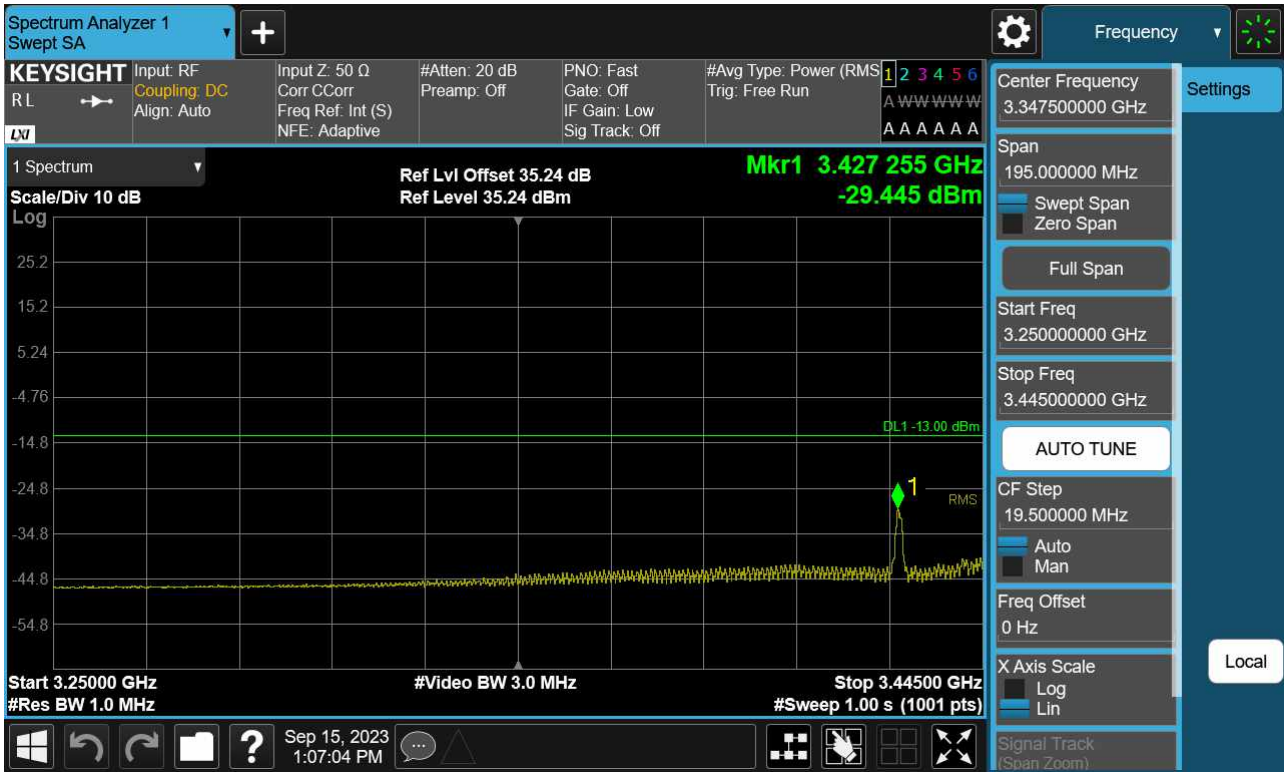 Spectrum Analyzer 1
Swept SA
Frequency
KEYSIGHT
R L
LXI
Input: RF
Coupling: DC
Align: Auto
Input Z: 50 Ω
Corr CCorr
Freq Ref: Int (S)
NFE: Adaptive
#Atten: 20 dB
Preamp: Off
PNO: Fast
Gate: Off
IF Gain: Low
Sig Track: Off
#Avg Type: Power (RMS
Trig: Free Run
1 2 3 4 5 6
A W W W W W
A A A A A A
1 Spectrum
Scale/Div 10 dB
Log
Ref Lvl Offset 35.24 dB
Ref Level 35.24 dBm
Mkr1 3.427 255 GHz
-29.445 dBm
25.2
15.2
5.24
-4.76
-14.8
-24.8
-34.8
-44.8
-54.8
DL1 -13.00 dBm
1
RMS
Start 3.25000 GHz
#Res BW 1.0 MHz
#Video BW 3.0 MHz
Stop 3.44500 GHz
#Sweep 1.00 s (1001 pts)
Center Frequency
3.347500000 GHz
Span
195.000000 MHz
Swept Span
Zero Span
Full Span
Start Freq
3.250000000 GHz
Stop Freq
3.445000000 GHz
AUTO TUNE
CF Step
19.500000 MHz
Auto
Man
Freq Offset
0 Hz
X Axis Scale
Log
Lin
Signal Track
(Span Zoom)
Settings
Local
?
Sep 15, 2023
1:07:04 PM